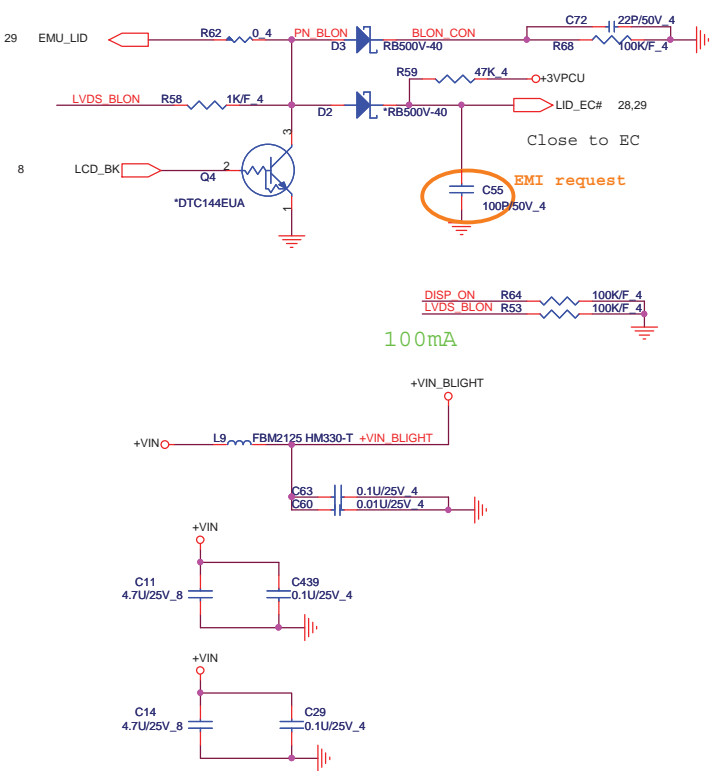 C72 22P/50V_4
29 EMU_LID R62 0_4 PN_BLON BLON_CON
D3 RB500V-40 R68 100K/F_4
R59 47K_4 +3VPCU
LVDS_BLON R58 1K/F_4
D2 *RB500V-40 LID_EC# 28,29
3
Close to EC
8 LCD_BK 2
Q4
EMI request
*DTC144EUA
1
C55
100P/50V_4
DISP_ON R64 100K/F_4
LVDS_BLON R53 100K/F_4
100mA
+VIN_BLIGHT
+VIN L9 FBM2125 HM330-T +VIN_BLIGHT
C63 0.1U/25V_4
C60 0.01U/25V_4
+VIN
C11 C439
4.7U/25V_8 0.1U/25V_4
+VIN
C14 C29
4.7U/25V_8 0.1U/25V_4